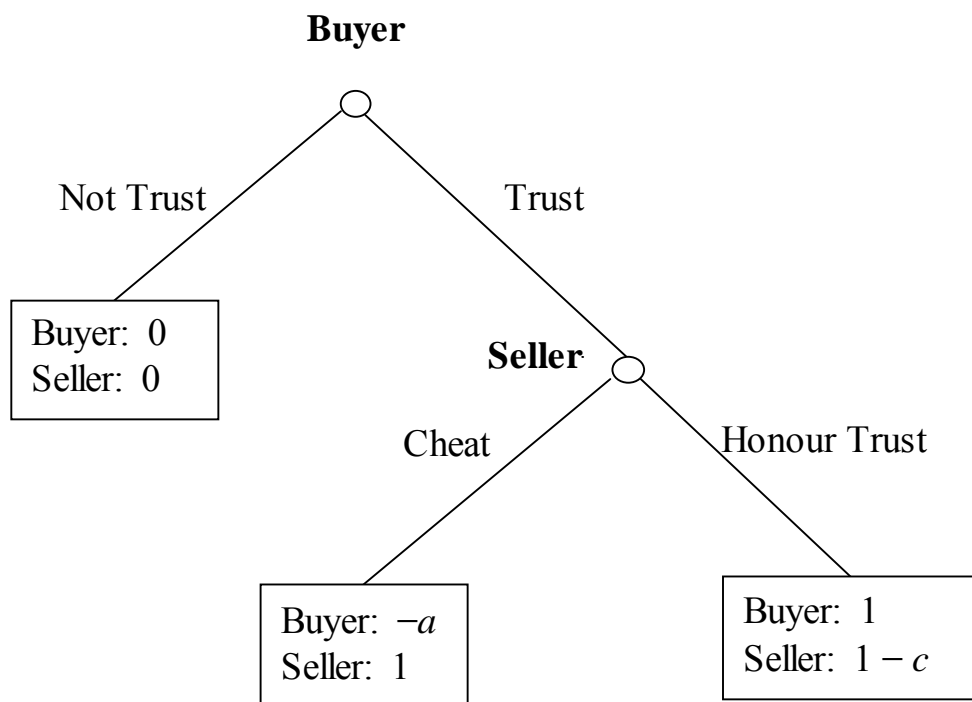 Buyer
Not Trust
Trust
Buyer: 0
Seller: 0
Seller
Cheat
Honour Trust
Buyer: −a
Seller: 1
Buyer: 1
Seller: 1 − c